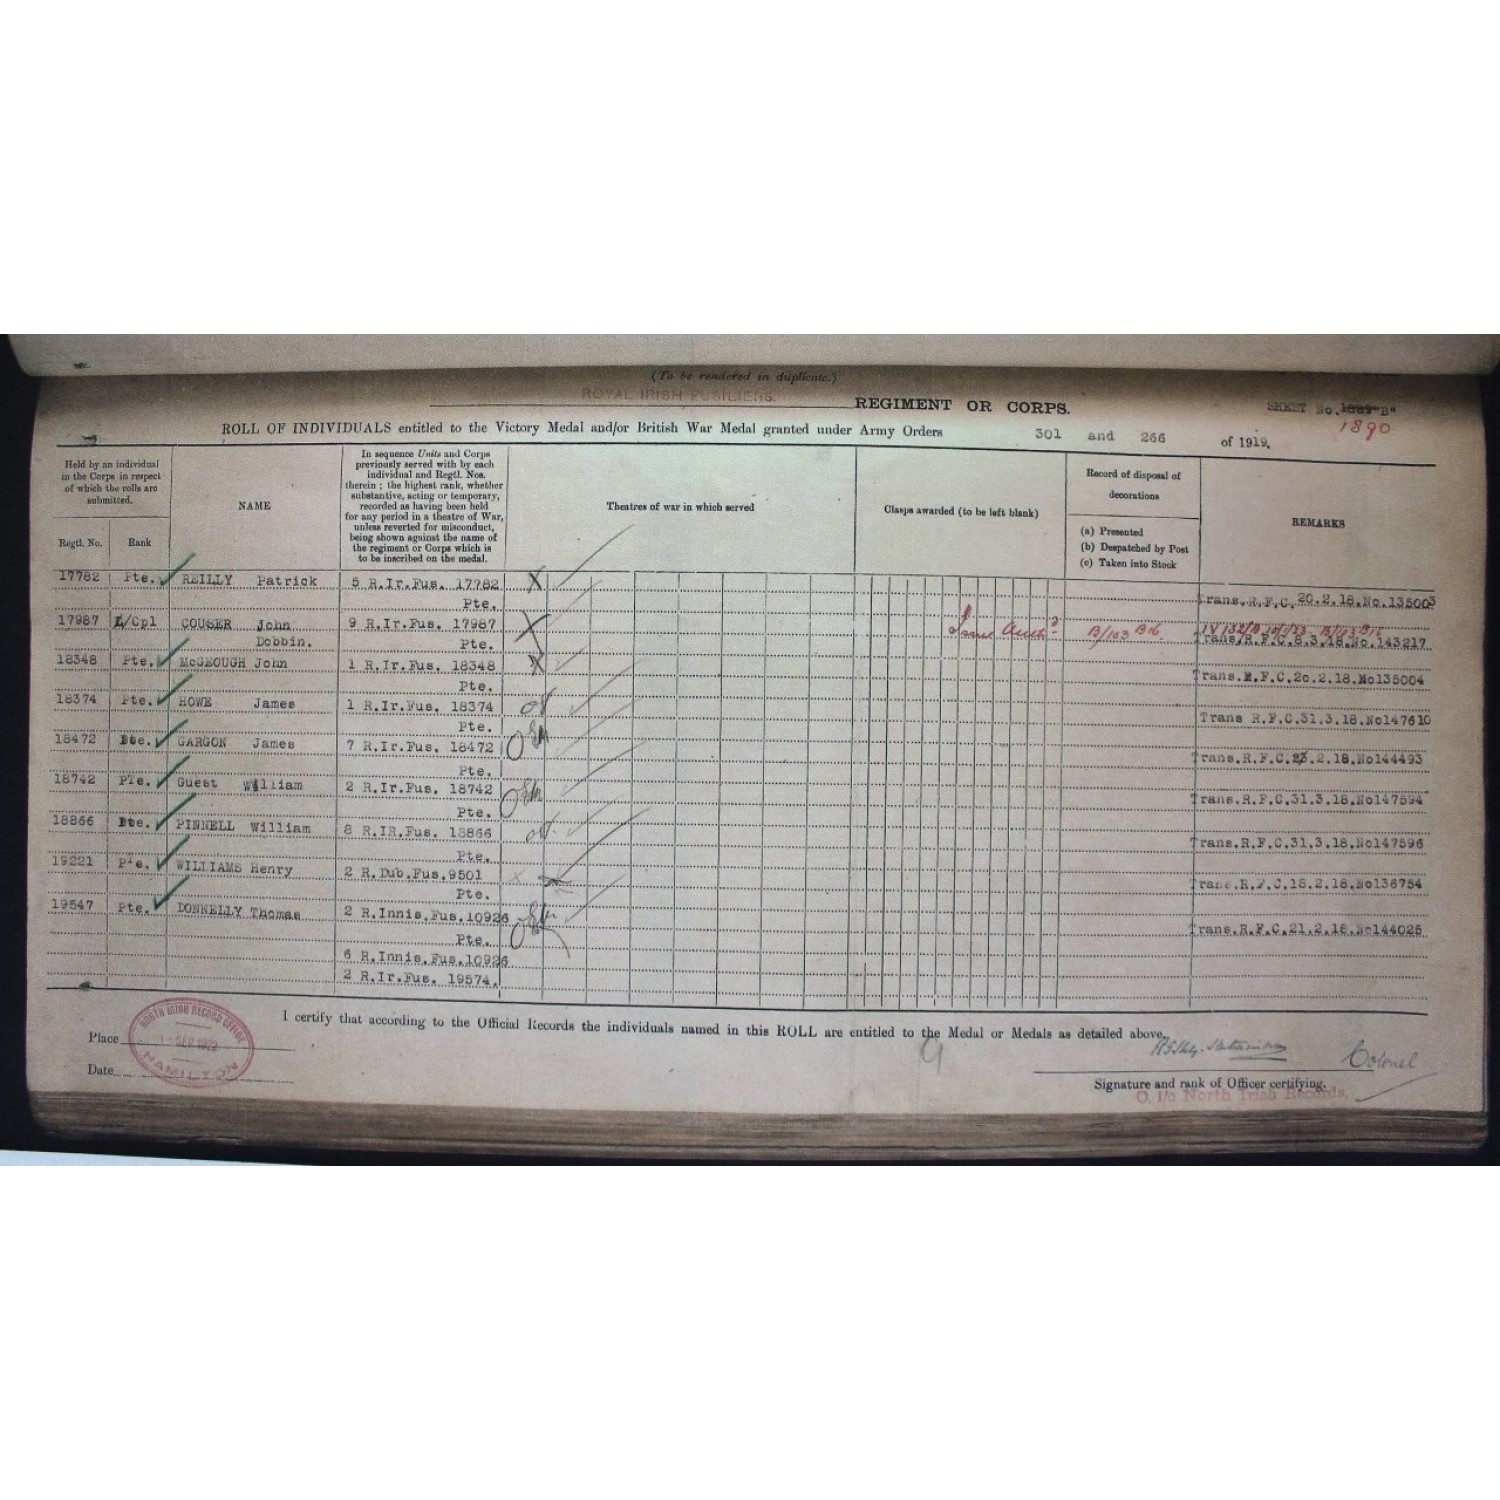 (To be rendered in duplicate.)
ROYAL IRISH FUSILIERS. REGIMENT OR CORPS. SHEET No. 1889 "B"
1890
ROLL OF INDIVIDUALS entitled to the Victory Medal and/or British War Medal granted under Army Orders 301 and 266 of 1919.
Held by an individual
in the Corps in respect
of which the rolls are
submitted.
Regtl. No. Rank
NAME
In sequence Units and Corps
previously served with by each
individual and Regtl. Nos.
therein ; the highest rank, whether
substantive, acting or temporary,
recorded as having been held
for any period in a theatre of War,
unless reverted for misconduct,
being shown against the name of
the regiment or Corps which is
to be inscribed on the medal.
Theatres of war in which served
Clasps awarded (to be left blank)
Record of disposal of
decorations
(a) Presented
(b) Despatched by Post
(c) Taken into Stock
REMARKS
17782 Pte. REILLY Patrick 5 R.Ir.Fus. 17782 X
Pte. Trans.R.F.C. 20.2.18.No.135003
17987 L/Cpl COUSER John 9 R.Ir.Fus. 17987 X B/103 B16
Dobbin. Pte. Trans.R.F.C.8.3.18.No.143217
18348 Pte. McGEOUGH John 1 R.Ir.Fus. 18348 X
Pte. Trans.R.F.C.20.2.18.No135004
18374 Pte. HOWE James 1 R.Ir.Fus. 18374
Pte. Trans R.F.C.31.3.18.No147610
18472 Pte. GARGON James 7 R.Ir.Fus. 18472
Pte. Trans.R.F.C.23.2.18.No144493
18742 Pte. Guest William 2 R.Ir.Fus. 18742
Pte. Trans.R.F.C.31.3.18.No147594
18866 Pte. PINNELL William 8 R.IR.Fus. 18866
Pte. Trans.R.F.C.31.3.18.No147596
19221 Pte. WILLIAMS Henry 2 R.Dub.Fus.9501
Pte. Trans.R.F.C.18.2.18.No136754
19547 Pte. DONNELLY Thomas 2 R.Innis.Fus.10926
Pte. Trans.R.F.C.21.2.18.No144025
6 R.Innis.Fus.10926
2 R.Ir.Fus. 19574.
I certify that according to the Official Records the individuals named in this ROLL are entitled to the Medal or Medals as detailed above.
Place
Date
NORTH IRISH RECORD OFFICE
1 - SEP 1922
HAMILTON
9
Colonel
Signature and rank of Officer certifying.
O. i/c North Irish Records.